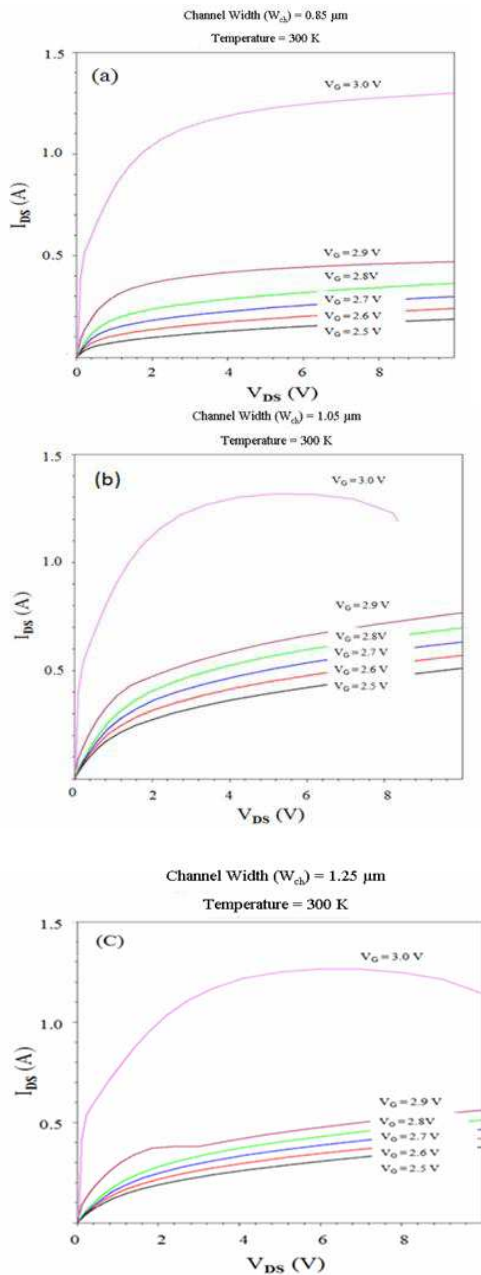 Channel Width (Wch) = 0.85 µm
Temperature = 300 K
(a)
VG = 3.0 V
VG = 2.9 V
VG = 2.8V
VG = 2.7 V
VG = 2.6 V
VG = 2.5 V
IDS (A)
1.5
1.0
0.5
0 2 4 6 8
VDS (V)
Channel Width (Wch) = 1.05 µm
Temperature = 300 K
(b)
VG = 3.0 V
VG = 2.9 V
VG = 2.8V
VG = 2.7 V
VG = 2.6 V
VG = 2.5 V
IDS (A)
1.5
1.0
0.5
0 2 4 6 8
VDS (V)
Channel Width (Wch) = 1.25 µm
Temperature = 300 K
(C)
VG = 3.0 V
VG = 2.9 V
VG = 2.8V
VG = 2.7 V
VG = 2.6 V
VG = 2.5 V
IDS (A)
1.5
1.0
0.5
0 2 4 6 8
VDS (V)